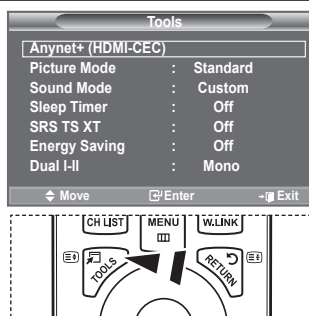 Tools
Anynet+ (HDMI-CEC)
Picture Mode : Standard
Sound Mode : Custom
Sleep Timer : Off
SRS TS XT : Off
Energy Saving : Off
Dual I-II : Mono
Move Enter Exit
CH LIST MENU W.LINK
TOOLS RETURN